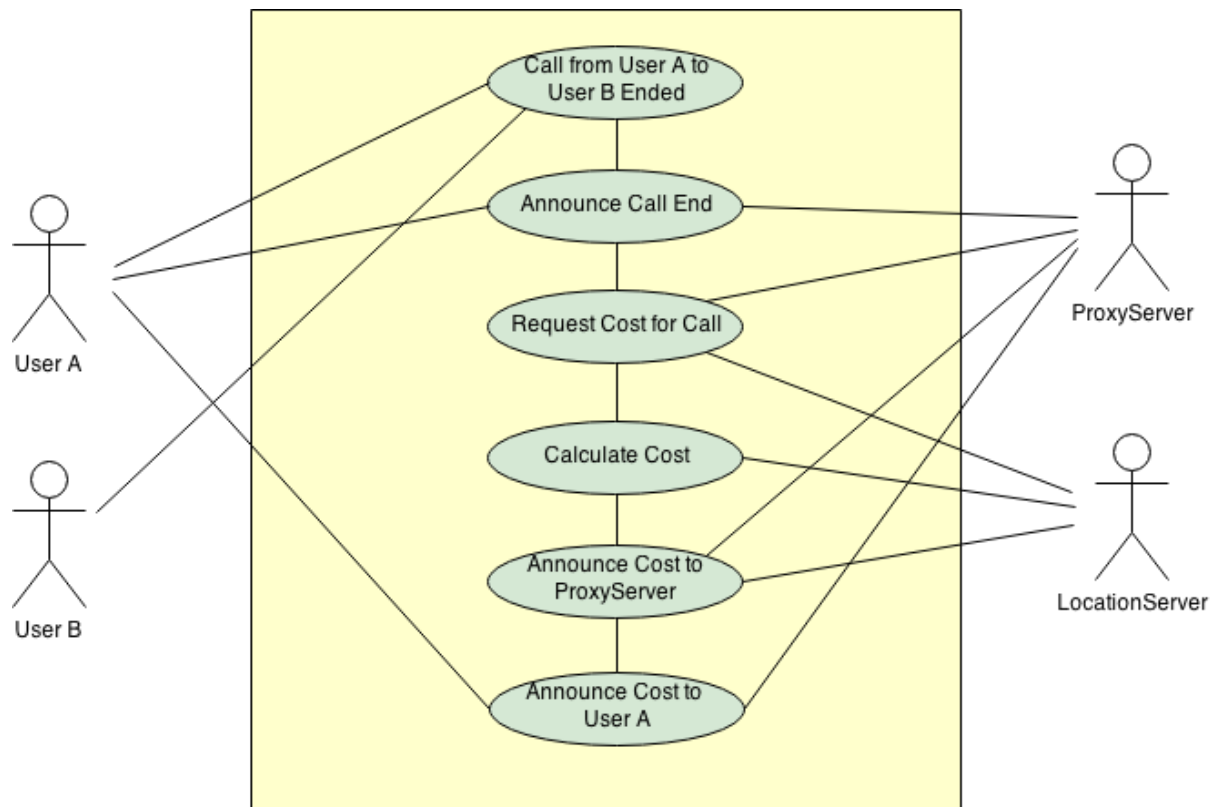 Call from User A to
User B Ended
Announce Call End
Request Cost for Call
Calculate Cost
Announce Cost to
ProxyServer
Announce Cost to
User A
User A
User B
ProxyServer
LocationServer